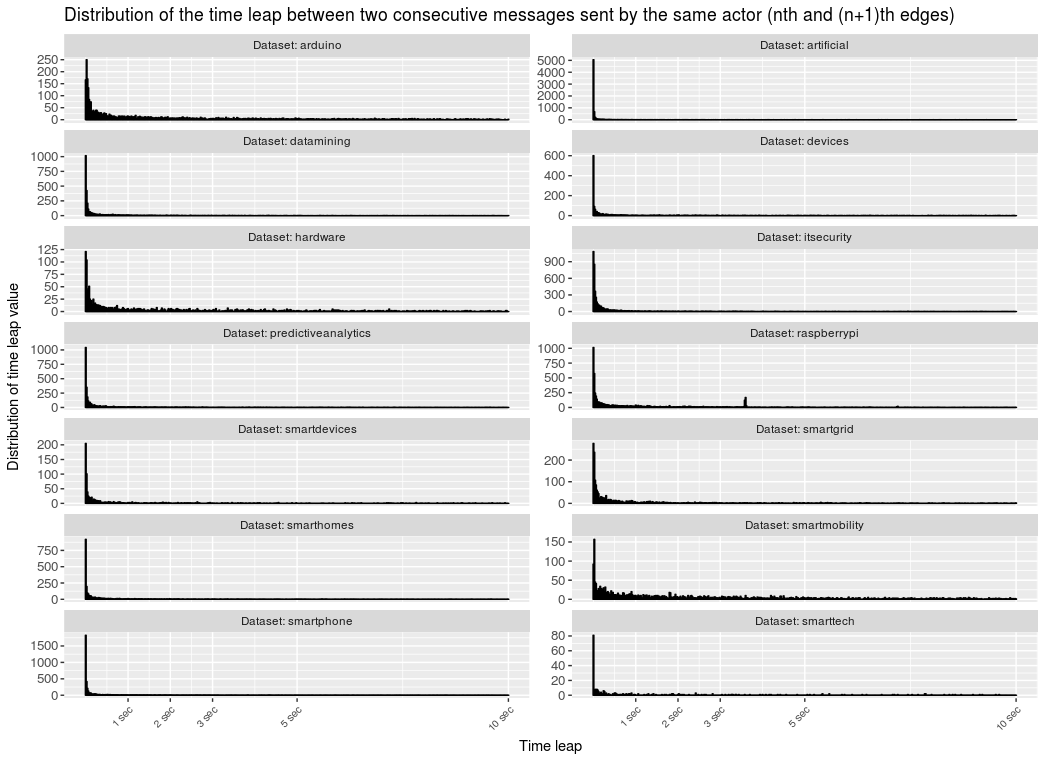 Distribution of the time leap between two consecutive messages sent by the same actor (nth and (n+1)th edges)
Distribution of time leap value
Dataset: arduino
250
200
150
100
50
0
Dataset: artificial
5000
4000
3000
2000
1000
0
Dataset: datamining
1000
750
500
250
0
Dataset: devices
600
400
200
0
Dataset: hardware
125
100
75
50
25
0
Dataset: itsecurity
900
600
300
0
Dataset: predictiveanalytics
1000
750
500
250
0
Dataset: raspberrypi
1000
750
500
250
0
Dataset: smartdevices
200
150
100
50
0
Dataset: smartgrid
200
100
0
Dataset: smarthomes
750
500
250
0
Dataset: smartmobility
150
100
50
0
Dataset: smartphone
1500
1000
500
0
Dataset: smarttech
80
60
40
20
0
1 sec
2 sec
3 sec
5 sec
10 sec
1 sec
2 sec
3 sec
5 sec
10 sec
Time leap